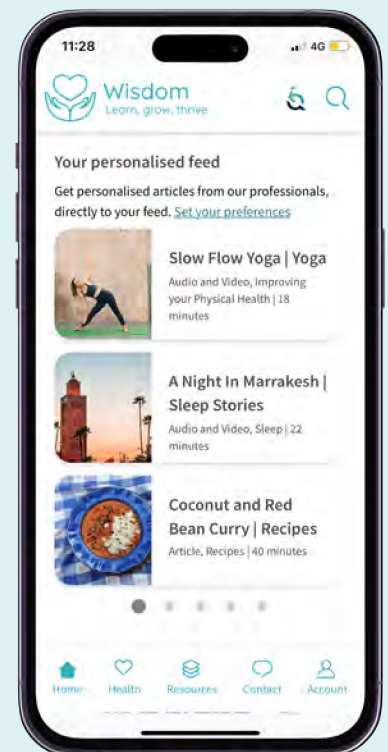 11:28
4G
Wisdom
Learn, grow, thrive
Your personalised feed
Get personalised articles from our professionals,
directly to your feed. Set your preferences
Slow Flow Yoga | Yoga
Audio and Video, Improving
your Physical Health | 18
minutes
A Night In Marrakesh |
Sleep Stories
Audio and Video, Sleep | 22
minutes
Coconut and Red
Bean Curry | Recipes
Article, Recipes | 40 minutes
Home Health Resources Contact Account